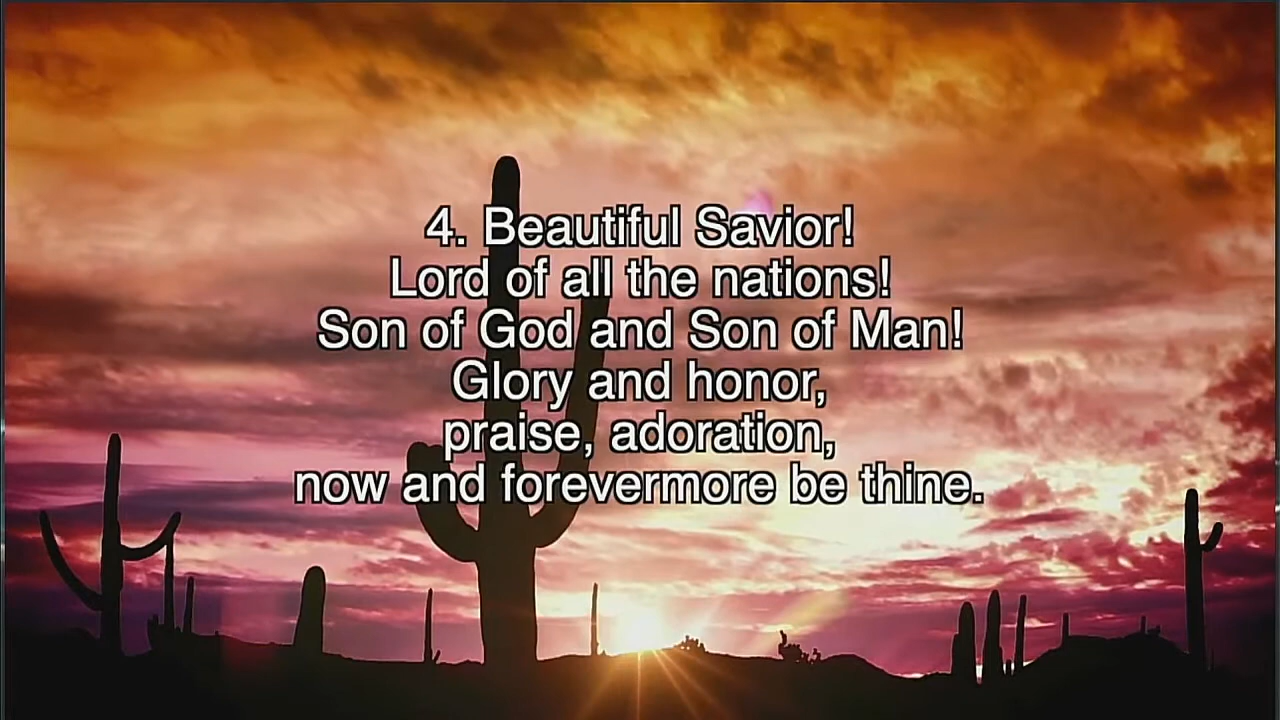 4. Beautiful Savior!
Lord of all the nations!
Son of God and Son of Man!
Glory and honor,
praise, adoration,
now and forevermore be thine.